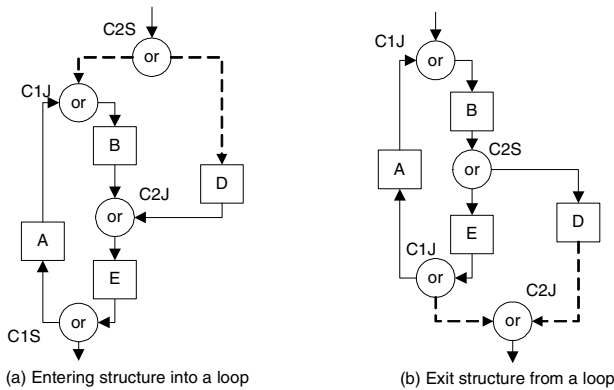 C2S
or
C1J
or
B
D
C2J
or
A
E
C1S
or
(a) Entering structure into a loop
C1J
or
B
C2S
or
A
D
E
C1J
or
C2J
or
(b) Exit structure from a loop